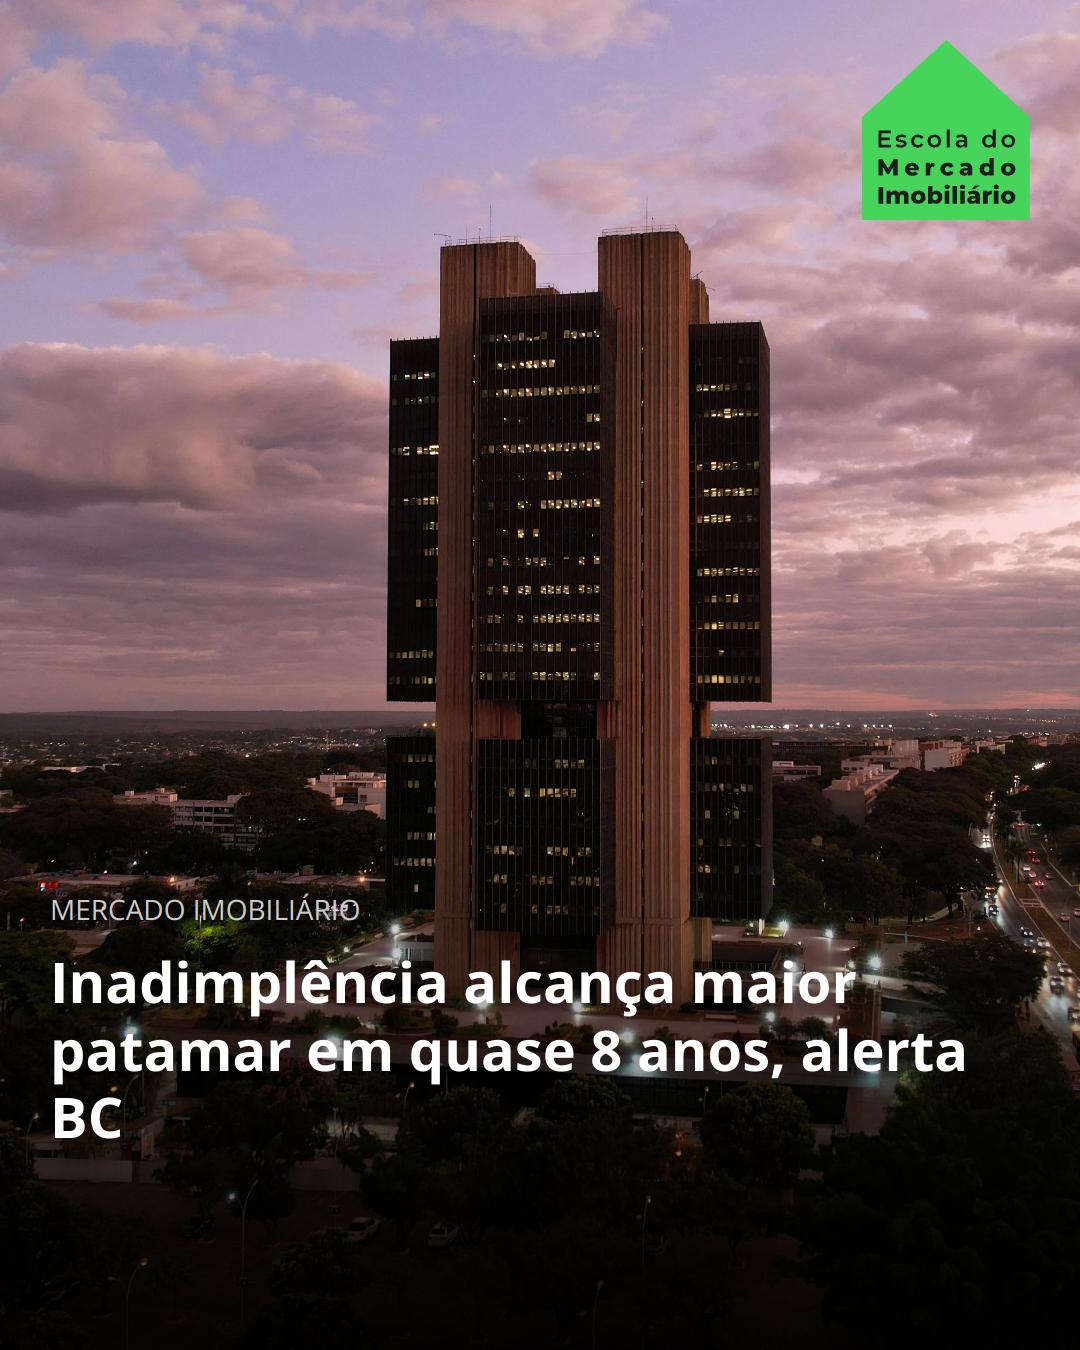 Escola do
Mercado
Imobiliário
MERCADO IMOBILIÁRIO
Inadimplência alcança maior
patamar em quase 8 anos, alerta
BC